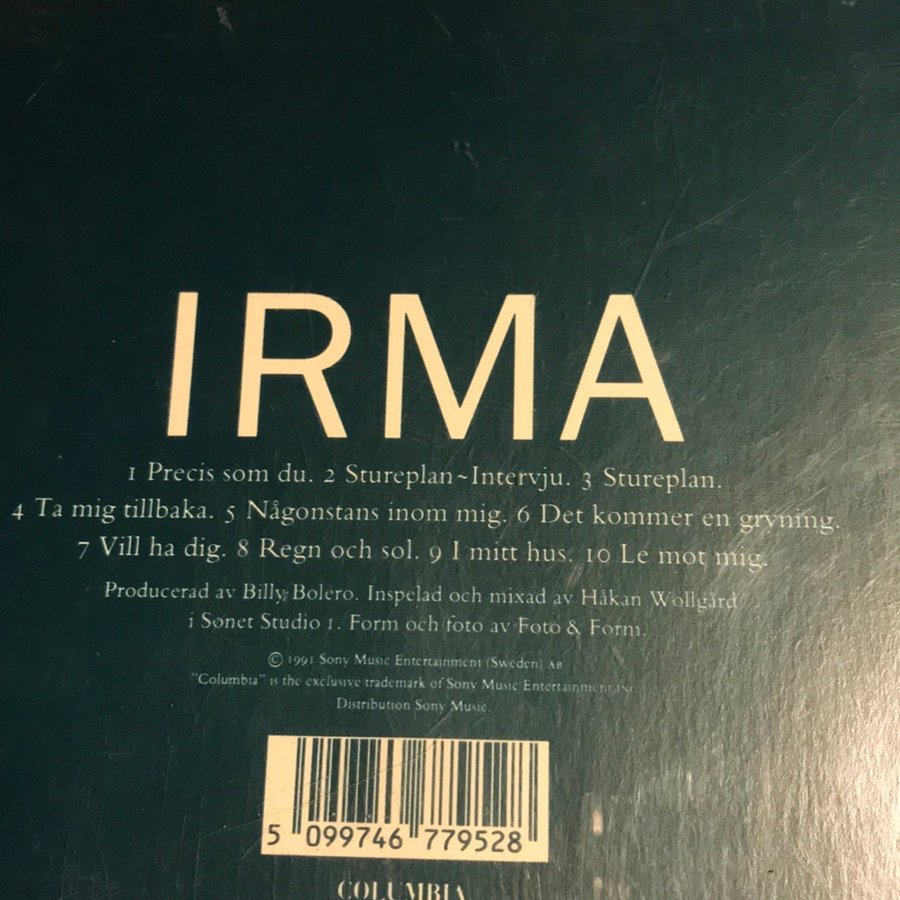 IRMA
1 Precis som du. 2 Stureplan~Intervju. 3 Stureplan.
4 Ta mig tillbaka. 5 Någonstans inom mig. 6 Det kommer en gryning.
7 Vill ha dig. 8 Regn och sol. 9 I mitt hus. 10 Le mot mig.
Producerad av Billy Bolero. Inspelad och mixad av Håkan Wollgård
i Sonet Studio 1. Form och foto av Foto & Form.
© 1991 Sony Music Entertainment (Sweden) AB
"Columbia" is the exclusive trademark of Sony Music Entertainment INC
Distribution Sony Music.
5 099746 779528
COLUMBIA